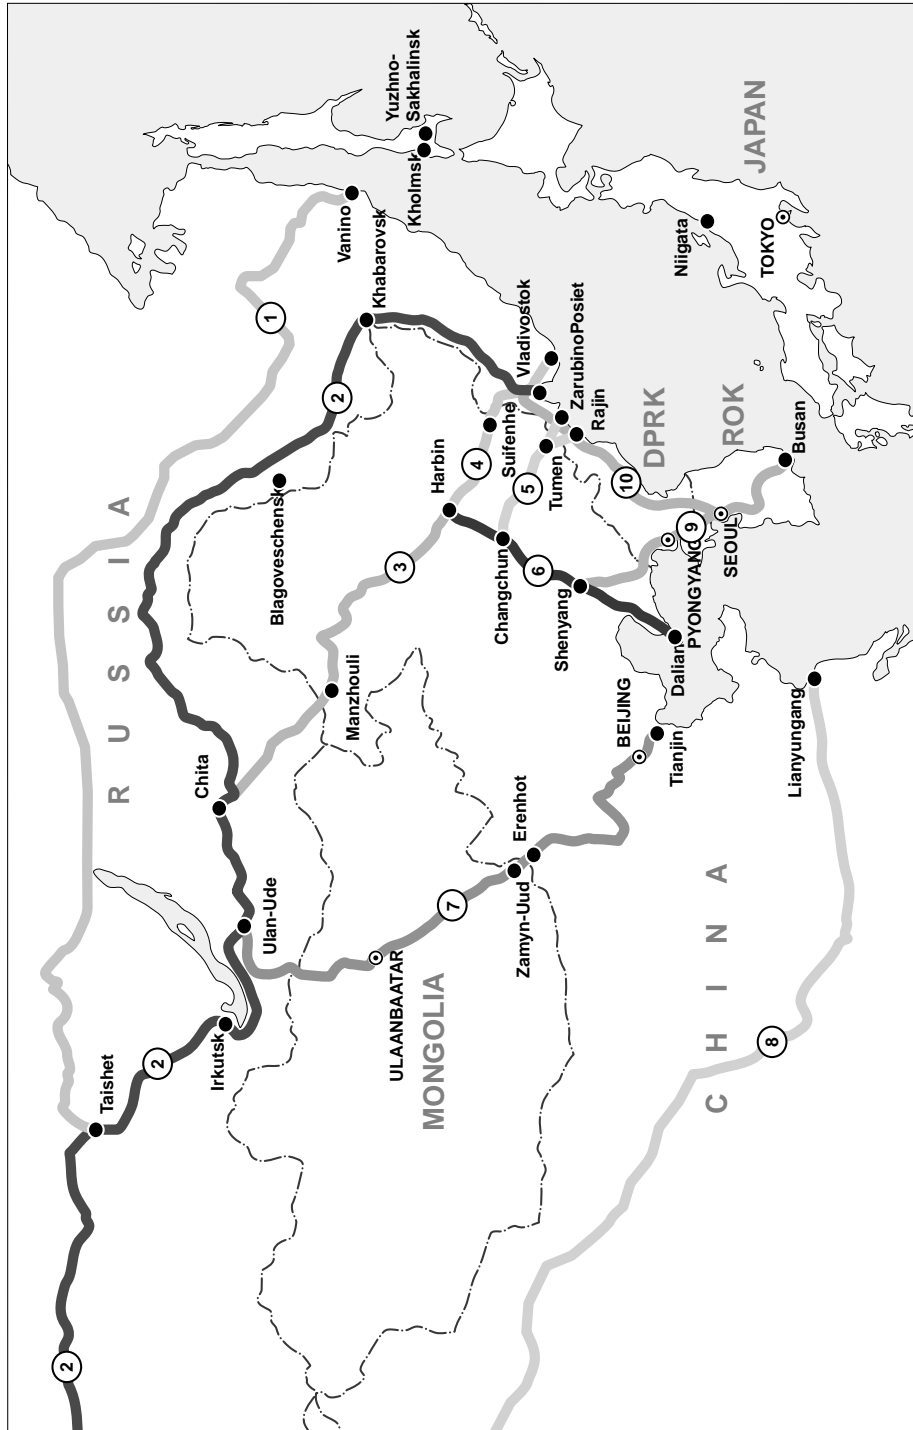 Yuzhno-
Sakhalinsk
Kholmsk
Vanino
Khabarovsk
JAPAN
Niigata
TOKYO
1
2
R U S S I A
Blagoveschensk
Vladivostok
ZarubinoPosiet
Rajin
Suifenhe
Tumen
Harbin
4
5
3
6
Changchun
Shenyang
DPRK
ROK
10
9
Busan
SEOUL
PYONGYANG
Dalian
Manzhouli
Chita
BEIJING
Tianjin
Lianyungang
Erenhot
Zamyn-Uud
7
Ulan-Ude
ULAANBAATAR
MONGOLIA
C H I N A
8
Irkutsk
2
Taishet
2